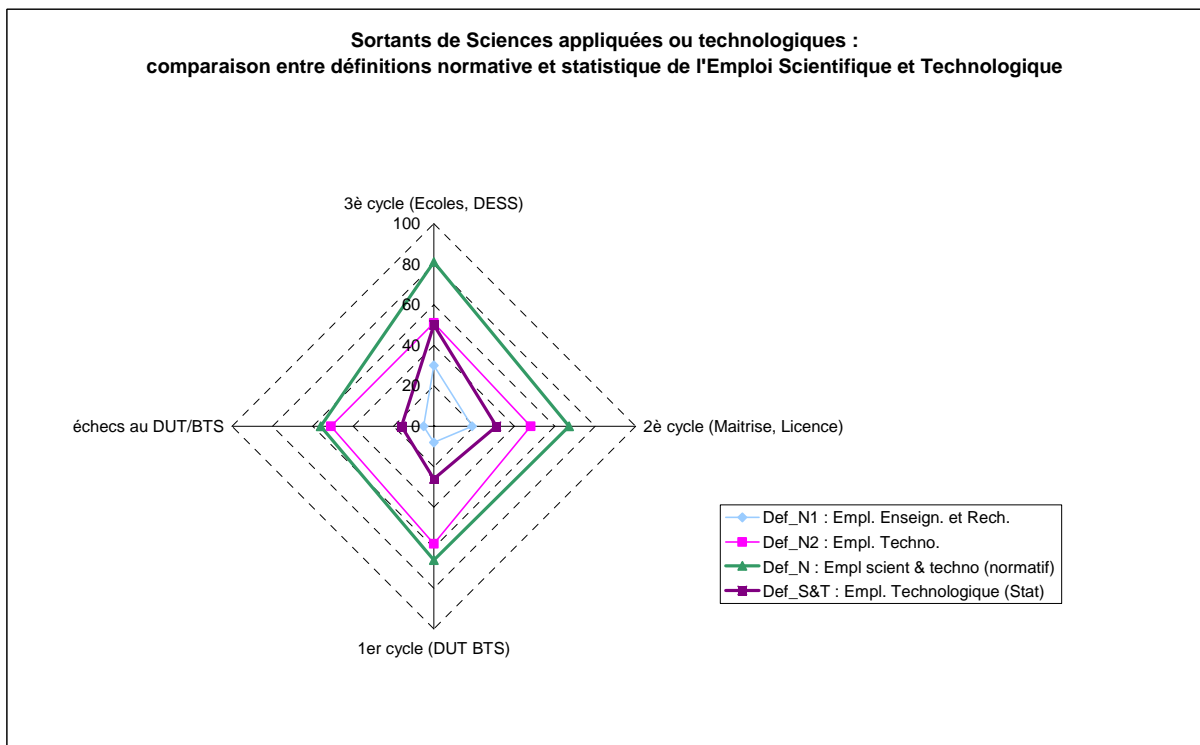 Sortants de Sciences appliquées ou technologiques :
comparaison entre définitions normative et statistique de l'Emploi Scientifique et Technologique
3è cycle (Ecoles, DESS)
100
80
60
40
20
0
échecs au DUT/BTS
2è cycle (Maitrise, Licence)
1er cycle (DUT BTS)
Def_N1 : Empl. Enseign. et Rech.
Def_N2 : Empl. Techno.
Def_N : Empl scient & techno (normatif)
Def_S&T : Empl. Technologique (Stat)